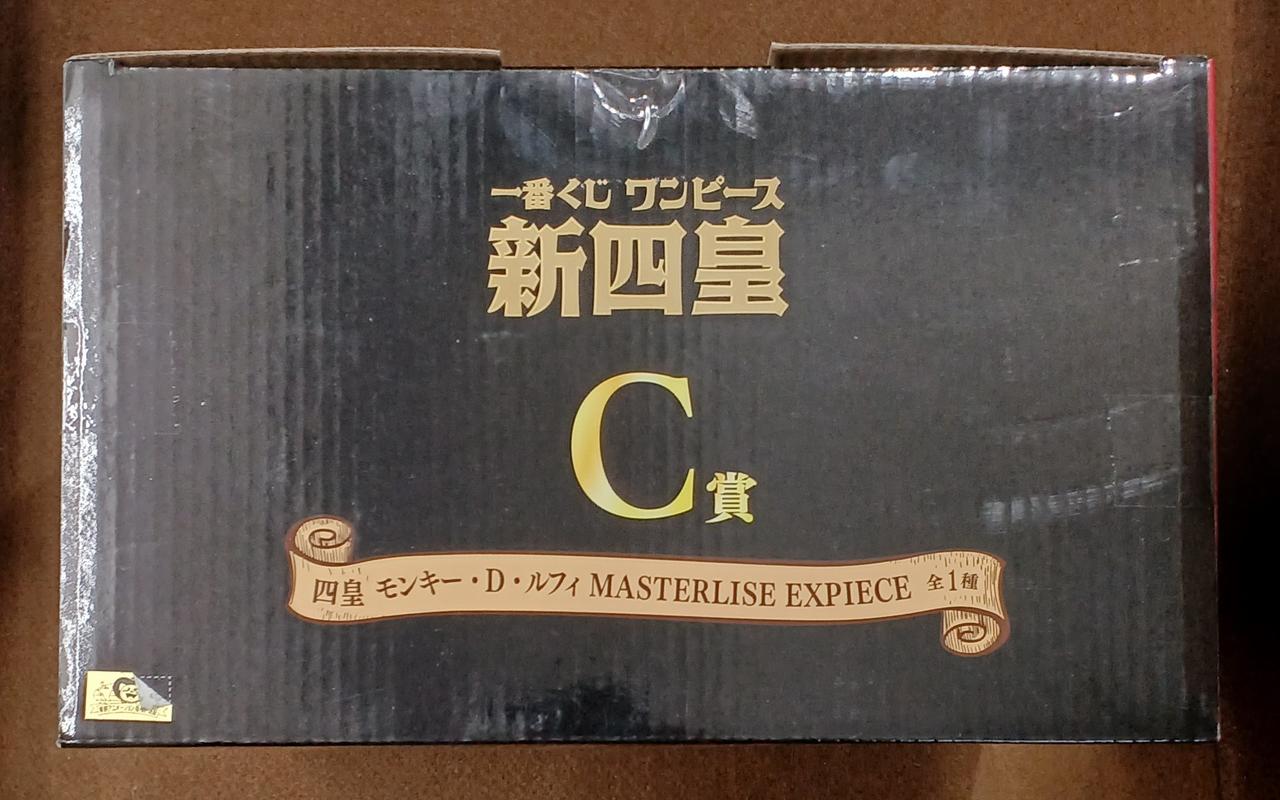 一番くじ ワンピース
新四皇
C賞
四皇 モンキー・D・ルフィ MASTERLISE EXPIECE 全1種